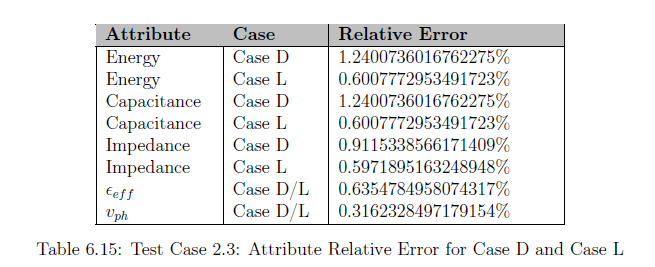 Attribute Case Relative Error
Energy Case D 1.2400736016762275%
Energy Case L 0.6007772953491723%
Capacitance Case D 1.2400736016762275%
Capacitance Case L 0.6007772953491723%
Impedance Case D 0.9115338566171409%
Impedance Case L 0.5971895163248948%
ϵ_eff Case D/L 0.6354784958074317%
v_ph Case D/L 0.3162328497179154%
Table 6.15: Test Case 2.3: Attribute Relative Error for Case D and Case L